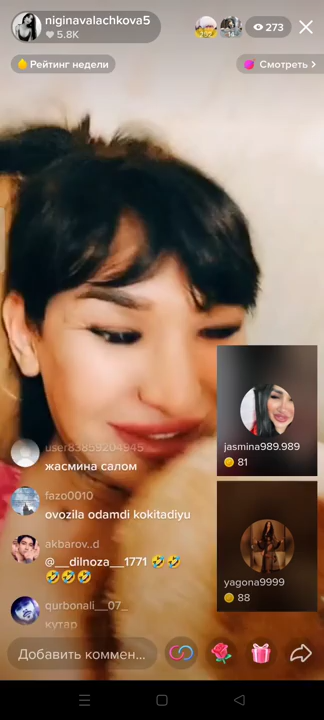 niginavalachkova5
5.8K
273
Рейтинг недели
Смотреть
user83859204945
жасмина салом
fazo0010
ovozila odamdi kokitadiyu
akbarov..d
@__dilnoza__1771 🤣🤣
🤣🤣🤣
qurbonali__07_
кутар
jasmina989.989
81
yagona9999
88
Добавить коммен...